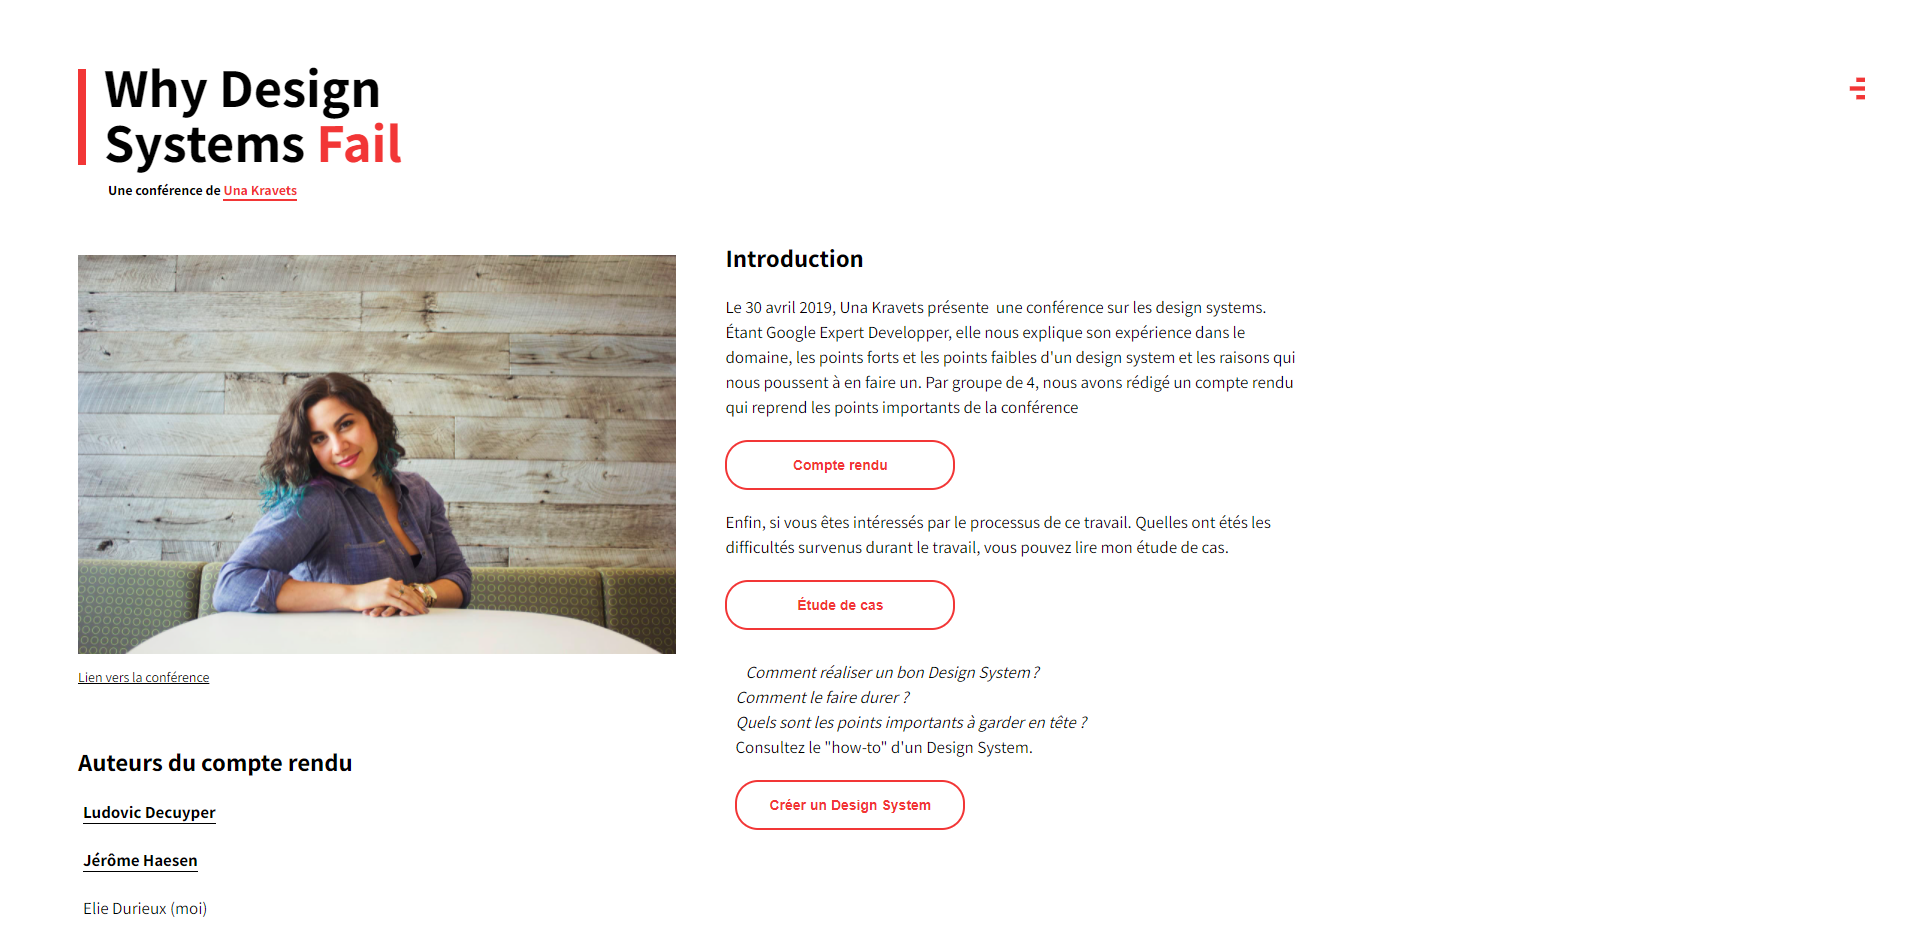 Why Design
Systems Fail
Une conférence de Una Kravets
Lien vers la conférence
Auteurs du compte rendu
Ludovic Decuyper
Jérôme Haesen
Elie Durieux (moi)
Introduction
Le 30 avril 2019, Una Kravets présente  une conférence sur les design systems.
Étant Google Expert Developper, elle nous explique son expérience dans le
domaine, les points forts et les points faibles d'un design system et les raisons qui
nous poussent à en faire un. Par groupe de 4, nous avons rédigé un compte rendu
qui reprend les points importants de la conférence
Compte rendu
Enfin, si vous êtes intéressés par le processus de ce travail. Quelles ont étés les
difficultés survenus durant le travail, vous pouvez lire mon étude de cas.
Étude de cas
Comment réaliser un bon Design System ?
Comment le faire durer ?
Quels sont les points importants à garder en tête ?
Consultez le "how-to" d'un Design System.
Créer un Design System